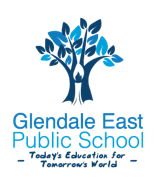 Glendale East
Public School
Today's Education for
Tomorrow's World